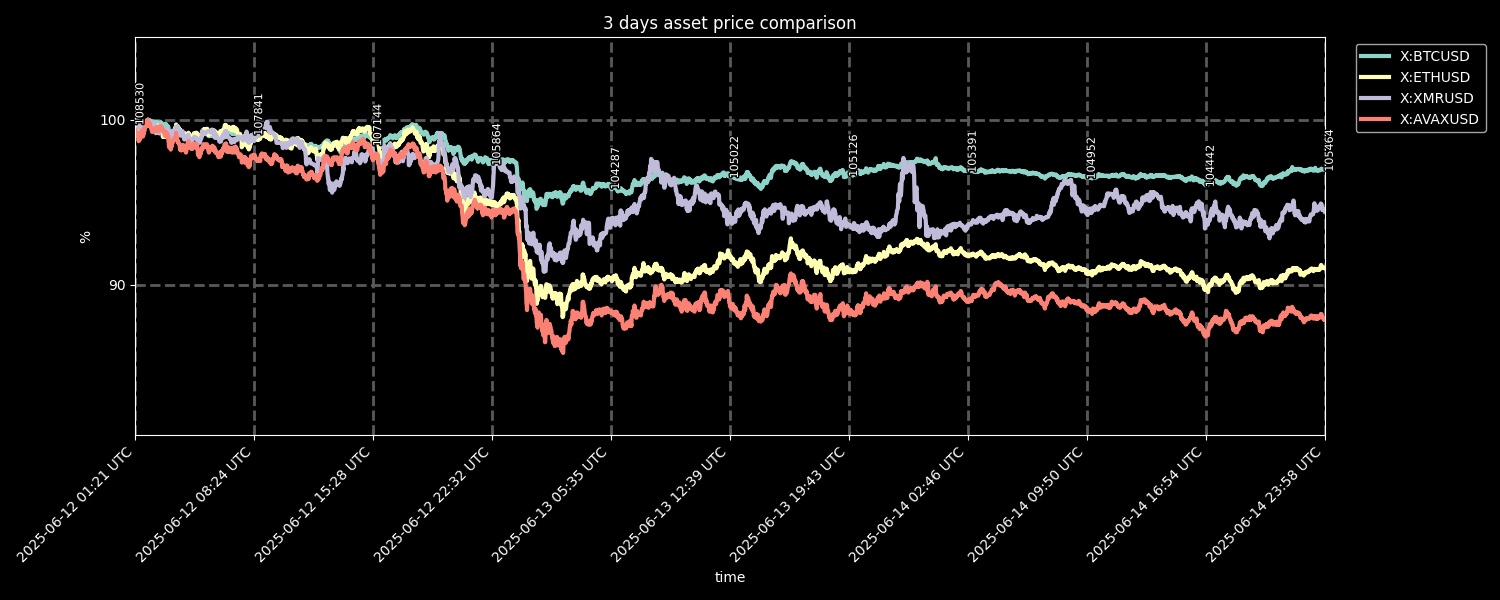 3 days asset price comparison
X:BTCUSD
X:ETHUSD
X:XMRUSD
X:AVAXUSD
100
90
%
108530
107841
107144
105864
104287
105022
105126
105391
104952
104442
105464
2025-06-12 01:21 UTC
2025-06-12 08:24 UTC
2025-06-12 15:28 UTC
2025-06-12 22:32 UTC
2025-06-13 05:35 UTC
2025-06-13 12:39 UTC
2025-06-13 19:43 UTC
2025-06-14 02:46 UTC
2025-06-14 09:50 UTC
2025-06-14 16:54 UTC
2025-06-14 23:58 UTC
time